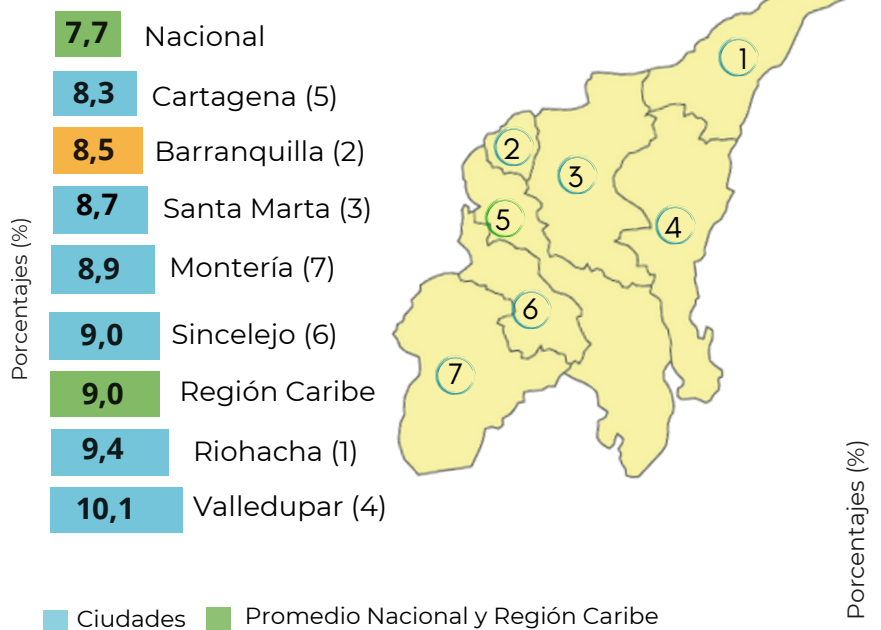 7,7 Nacional
8,3 Cartagena (5)
8,5 Barranquilla (2)
8,7 Santa Marta (3)
8,9 Montería (7)
9,0 Sincelejo (6)
9,0 Región Caribe
9,4 Riohacha (1)
10,1 Valledupar (4)
Porcentajes (%)
1
2
3
5
4
6
7
Porcentajes (%)
Ciudades
Promedio Nacional y Región Caribe